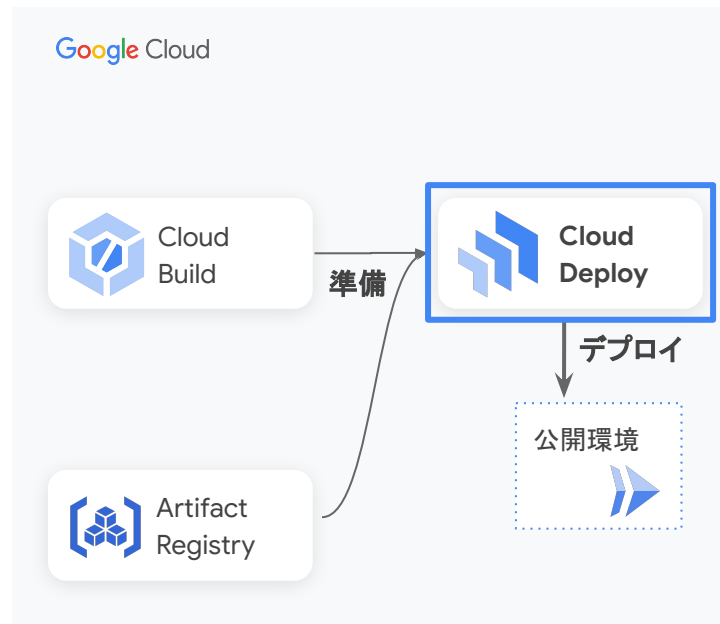 Google Cloud
Cloud
Build
準備
Cloud
Deploy
デプロイ
公開環境
Artifact
Registry